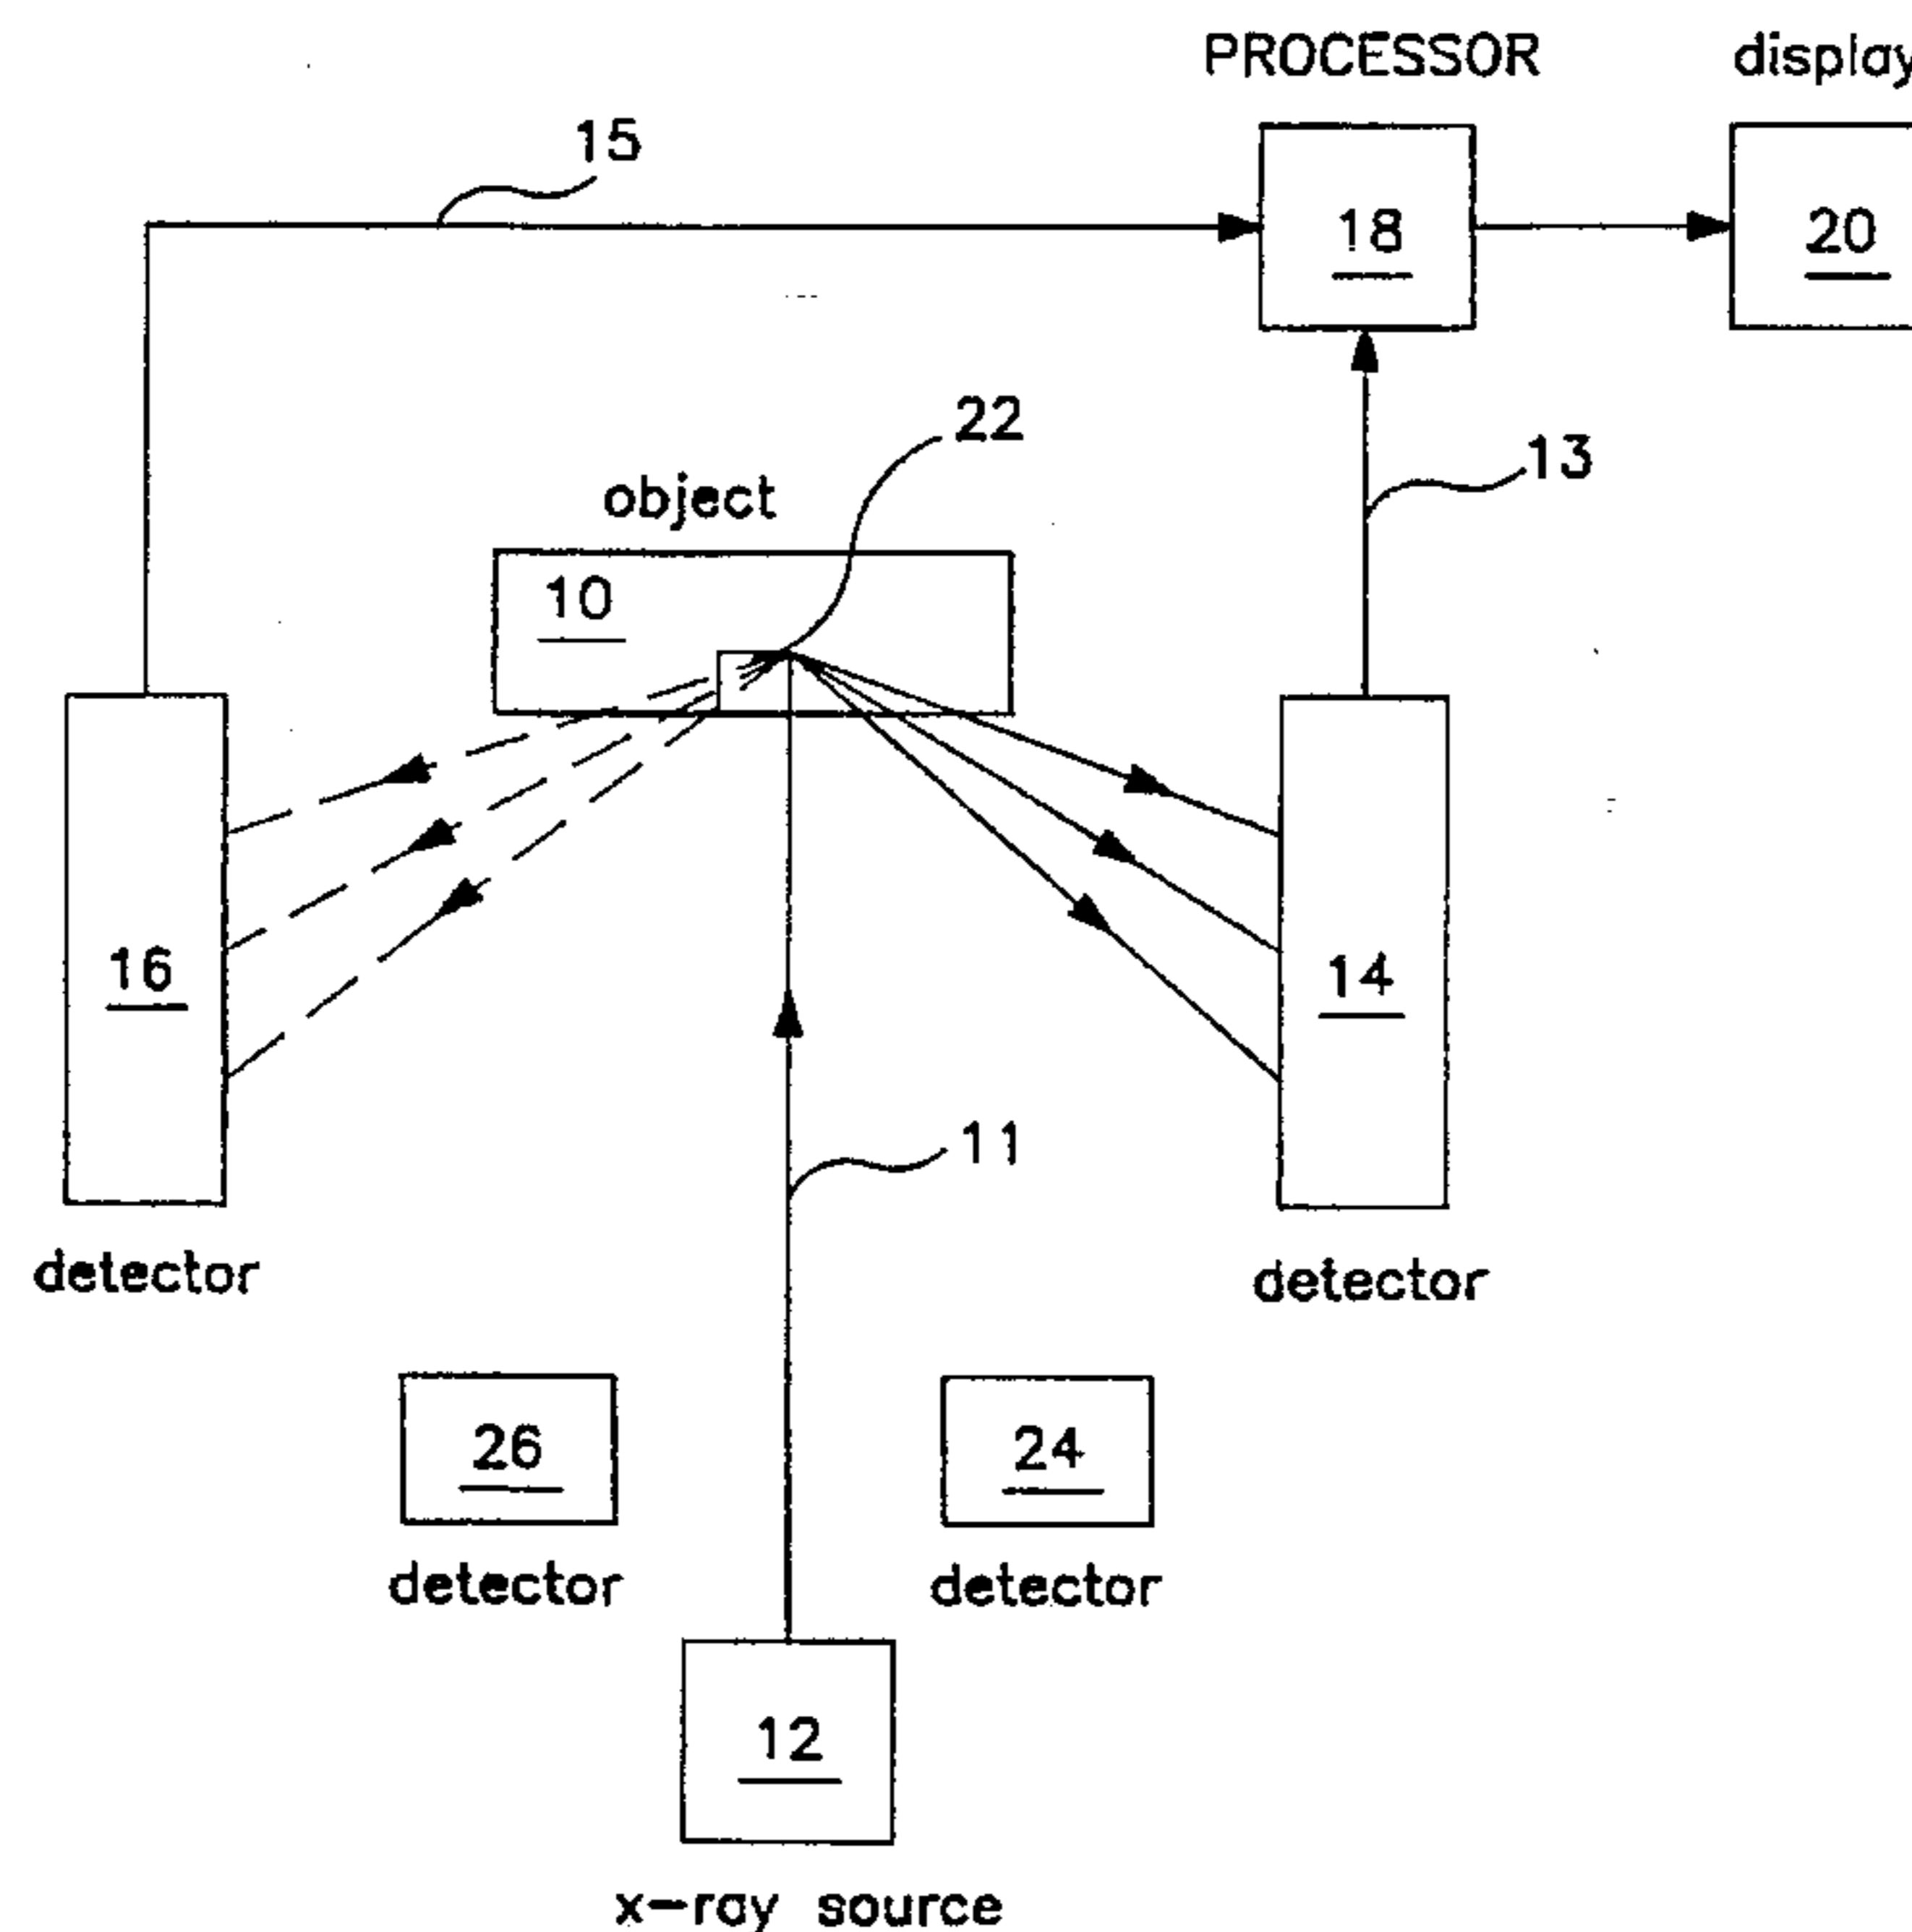 PROCESSOR
display
15
18
20
22
13
object
10
16
14
11
detector
detector
26
24
detector
detector
12
x-ray source